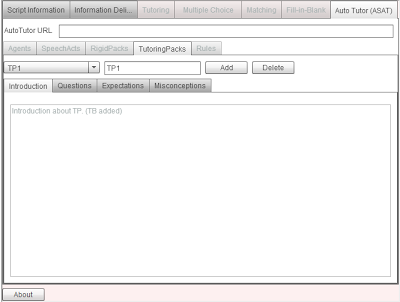 Script Information Information Deli... Tutoring Multiple Choice Matching Fill-in-Blank Auto Tutor (ASAT)
AutoTutor URL
Agents SpeechActs RigidPacks TutoringPacks Rules
TP1 TP1 Add Delete
Introduction Questions Expectations Misconceptions
Introduction about TP. (TB added)
About